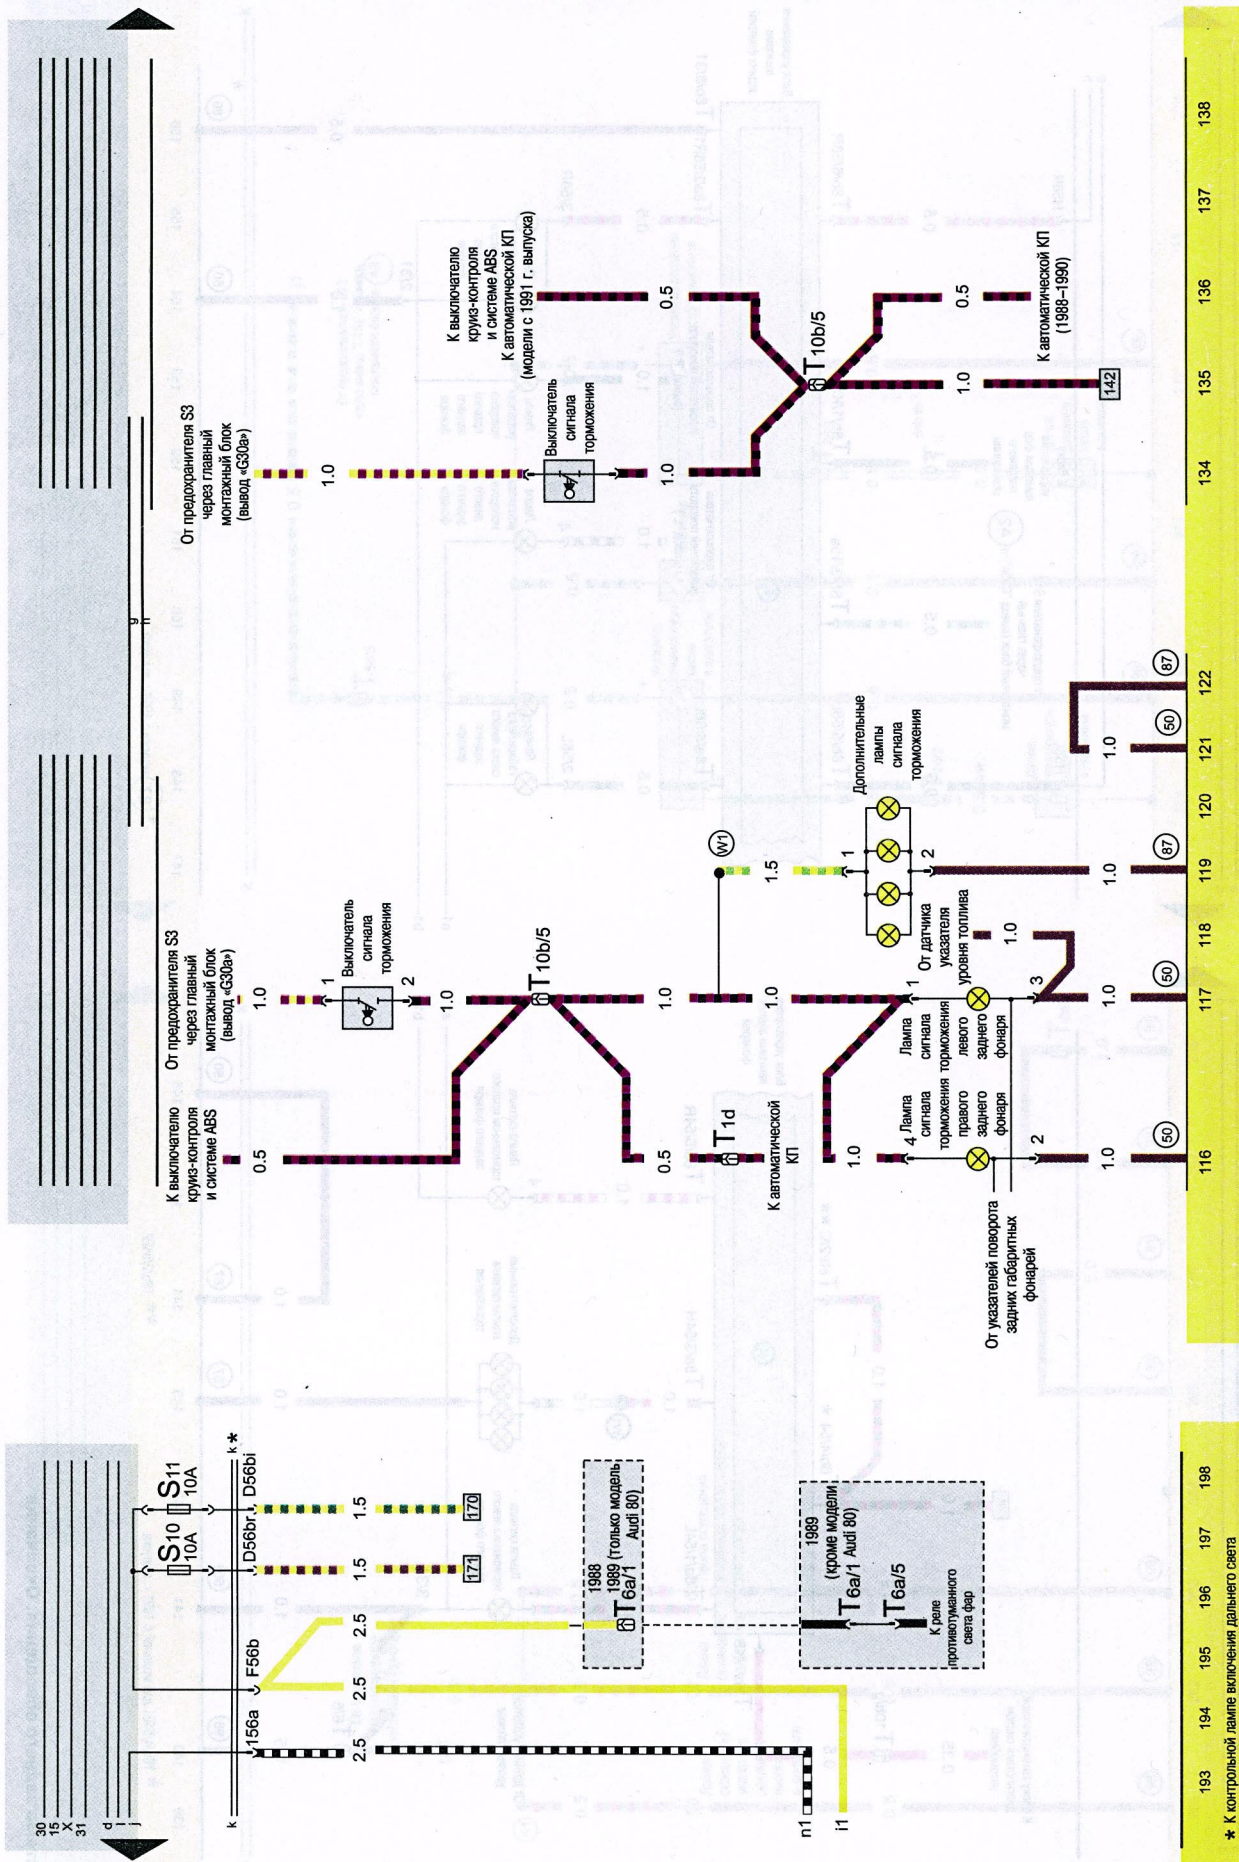 30
15
X
31
d
l
j
k
k *
S10
10A
S11
10A
156a
F56b
D56br
D56bi
2.5
2.5
2.5
1.5
1.5
171
170
1988
1989 (только модель
Audi 80)
T6a/1
1989
(кроме модели
Audi 80)
T6a/1
T6a/5
К реле
противотуманного
света фар
n1
i1
193
194
195
196
197
198
* К контрольной лампе включения дальнего света
К выключателю
круиз-контроля
и системе ABS
От предохранителя S3
через главный
монтажный блок
(вывод «G30a»)
0.5
1.0
1
Выключатель
сигнала
торможения
2
1.0
T10b/5
0.5
1.0
T1d
К автоматической
КП
W1
1.0
1.5
1.0
4
Лампа
сигнала
торможения
правого
заднего
фонаря
1
Лампа
сигнала
торможения
левого
заднего
фонаря
От датчика
указателя
уровня топлива
1.0
1
Дополнительные
лампы
сигнала
торможения
2
От указателей поворота
задних габаритных
фонарей
2
3
1.0
1.0
1.0
1.0
50
50
87
50
87
116
117
118
119
120
121
122
g
h
От предохранителя S3
через главный
монтажный блок
(вывод «G30a»)
1.0
Выключатель
сигнала
торможения
1.0
К выключателю
круиз-контроля
и системе ABS
К автоматической КП
(модели с 1991 г. выпуска)
0.5
T10b/5
1.0
0.5
142
К автоматической КП
(1988–1990)
134
135
136
137
138